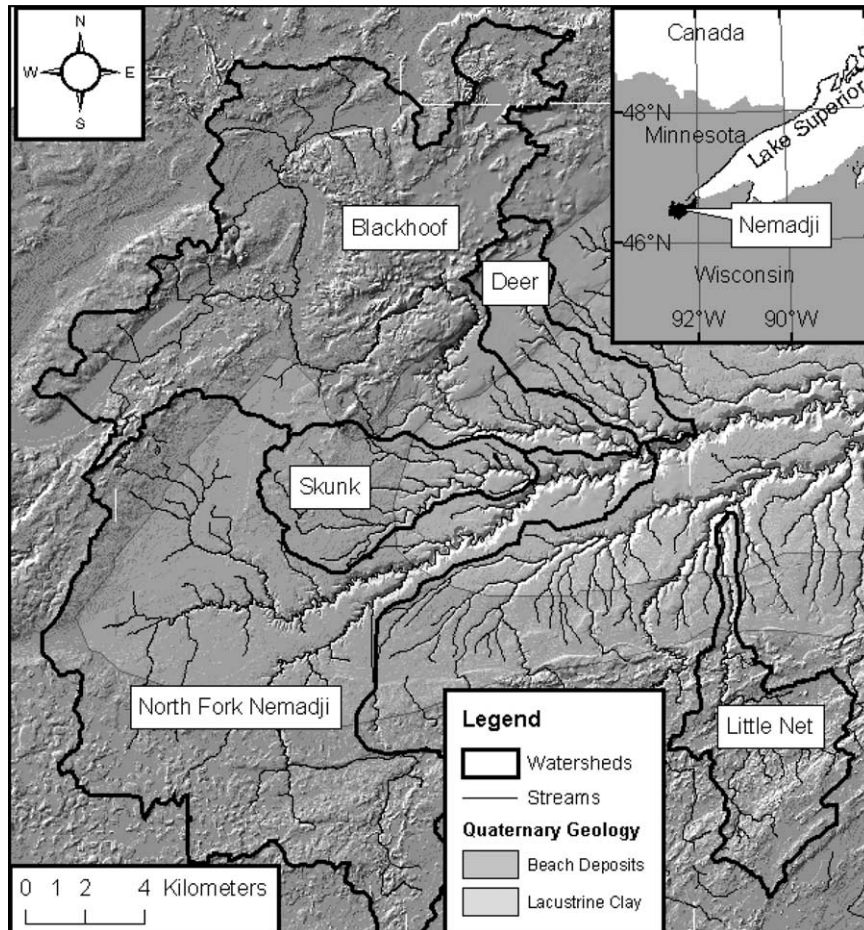 N
W E
S
Canada
48°N
Minnesota
Lake Superior
Nemadji
46°N
Wisconsin
92°W 90°W
Blackhoof
Deer
Skunk
North Fork Nemadji
Little Net
Legend
Watersheds
Streams
Quaternary Geology
Beach Deposits
Lacustrine Clay
0 1 2 4 Kilometers